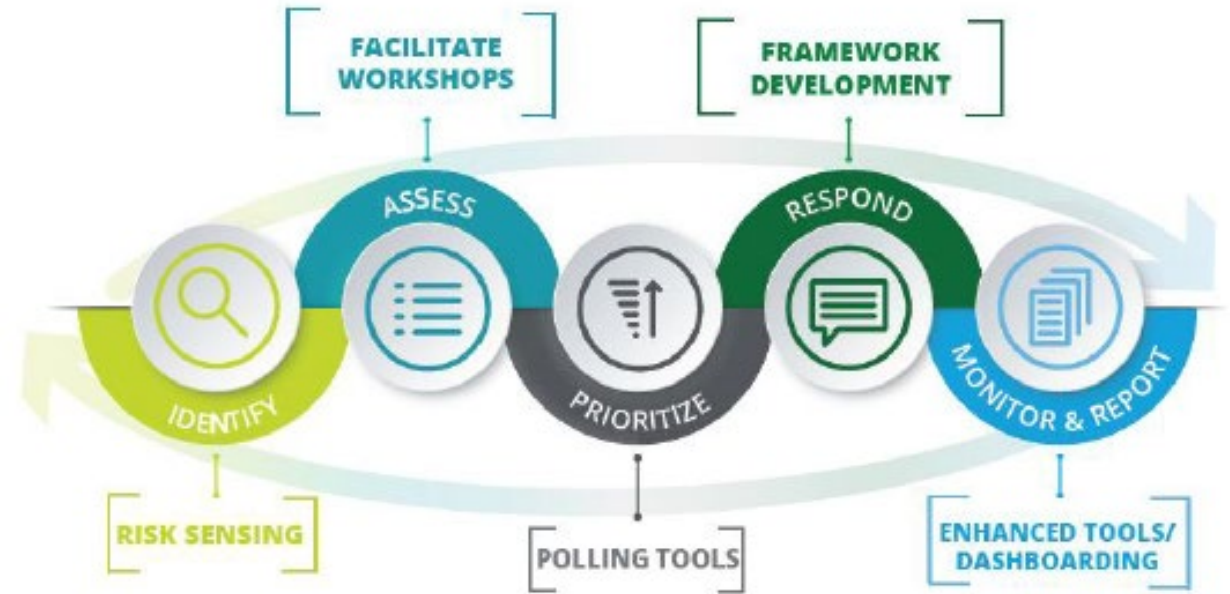 FACILITATE
WORKSHOPS
FRAMEWORK
DEVELOPMENT
ASSESS
RESPOND
IDENTIFY
PRIORITIZE
MONITOR & REPORT
RISK SENSING
POLLING TOOLS
ENHANCED TOOLS/
DASHBOARDING